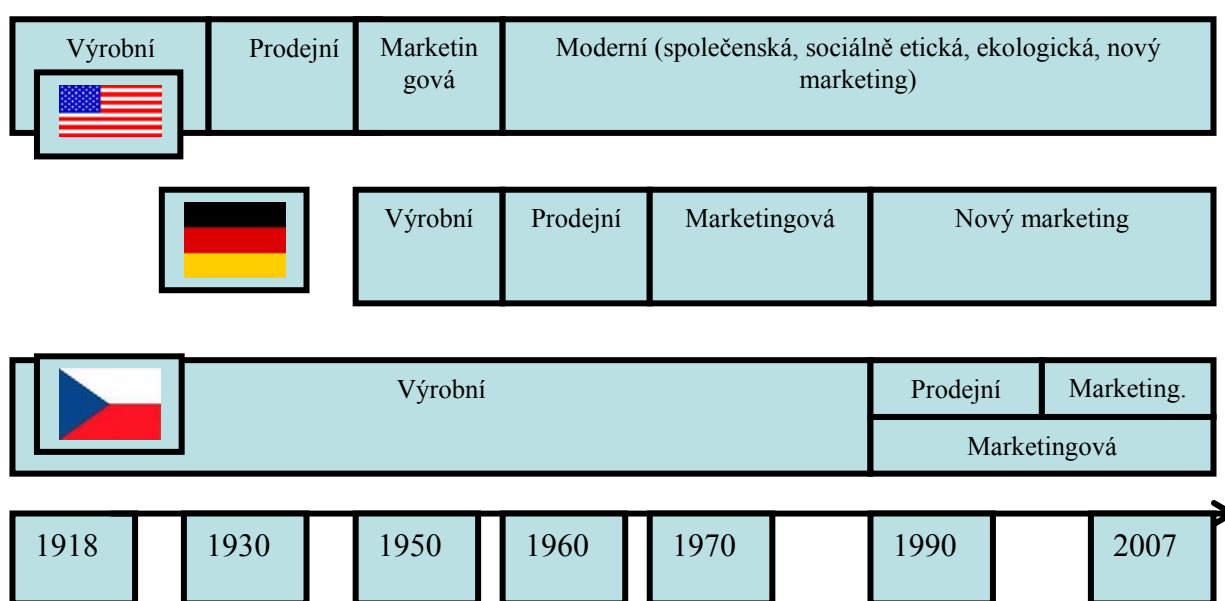 Výrobní
Prodejní
Marketin
gová
Moderní (společenská, sociálně etická, ekologická, nový
marketing)
Výrobní
Prodejní
Marketingová
Nový marketing
Výrobní
Prodejní
Marketing.
Marketingová
1918
1930
1950
1960
1970
1990
2007